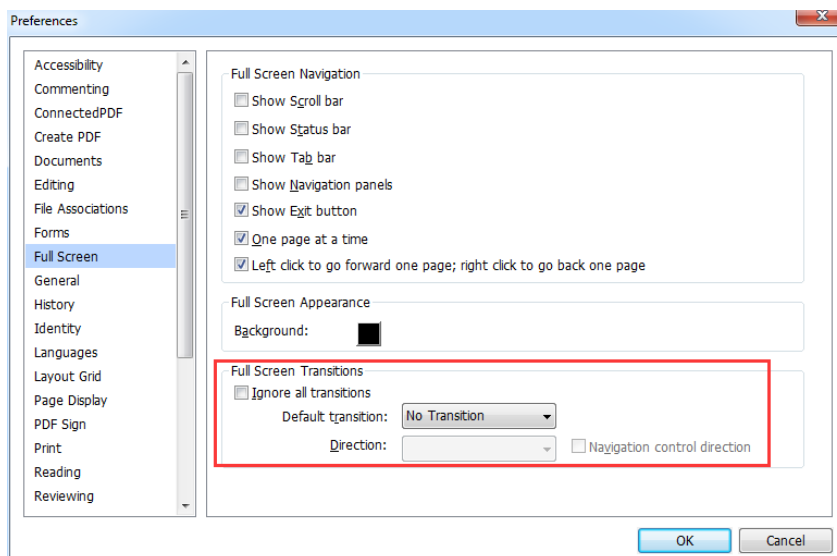 Preferences
Accessibility
Commenting
ConnectedPDF
Create PDF
Documents
Editing
File Associations
Forms
Full Screen
General
History
Identity
Languages
Layout Grid
Page Display
PDF Sign
Print
Reading
Reviewing
Full Screen Navigation
Show Scroll bar
Show Status bar
Show Tab bar
Show Navigation panels
Show Exit button
One page at a time
Left click to go forward one page; right click to go back one page
Full Screen Appearance
Background:
Full Screen Transitions
Ignore all transitions
Default transition: No Transition
Direction: Navigation control direction
OK Cancel